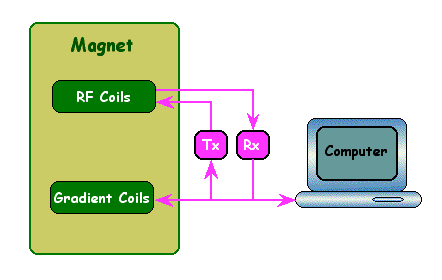 Magnet
RF Coils
Tx
Rx
Computer
Gradient Coils